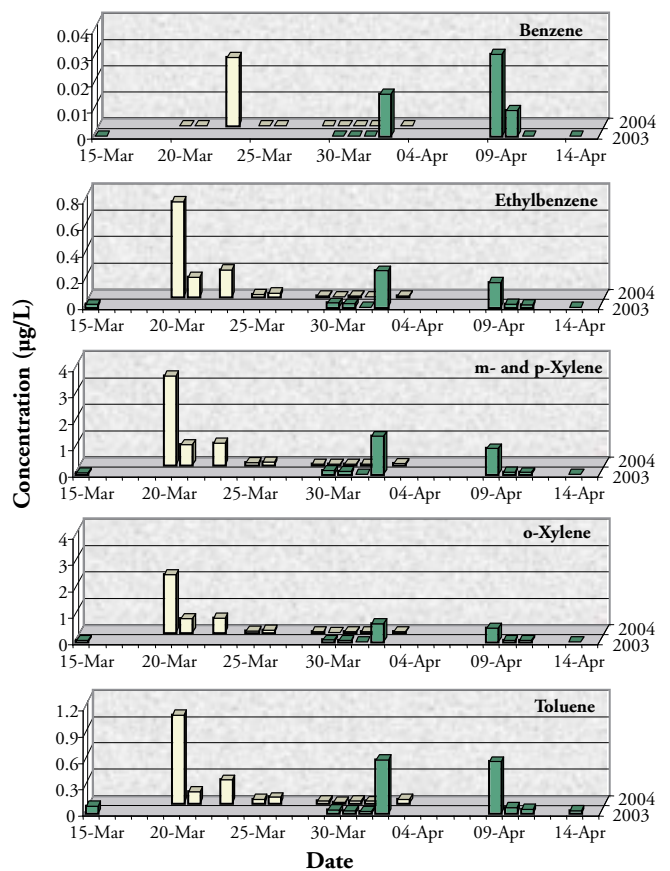 Concentration (µg/L)
Benzene
0.04
0.03
0.02
0.01
0
2004
2003
15-Mar 20-Mar 25-Mar 30-Mar 04-Apr 09-Apr 14-Apr
Ethylbenzene
0.8
0.6
0.4
0.2
0
2004
2003
15-Mar 20-Mar 25-Mar 30-Mar 04-Apr 09-Apr 14-Apr
m- and p-Xylene
4
3
2
1
0
2004
2003
15-Mar 20-Mar 25-Mar 30-Mar 04-Apr 09-Apr 14-Apr
o-Xylene
4
3
2
1
0
2004
2003
15-Mar 20-Mar 25-Mar 30-Mar 04-Apr 09-Apr 14-Apr
Toluene
1.2
0.9
0.6
0.3
0
2004
2003
15-Mar 20-Mar 25-Mar 30-Mar 04-Apr 09-Apr 14-Apr
Date